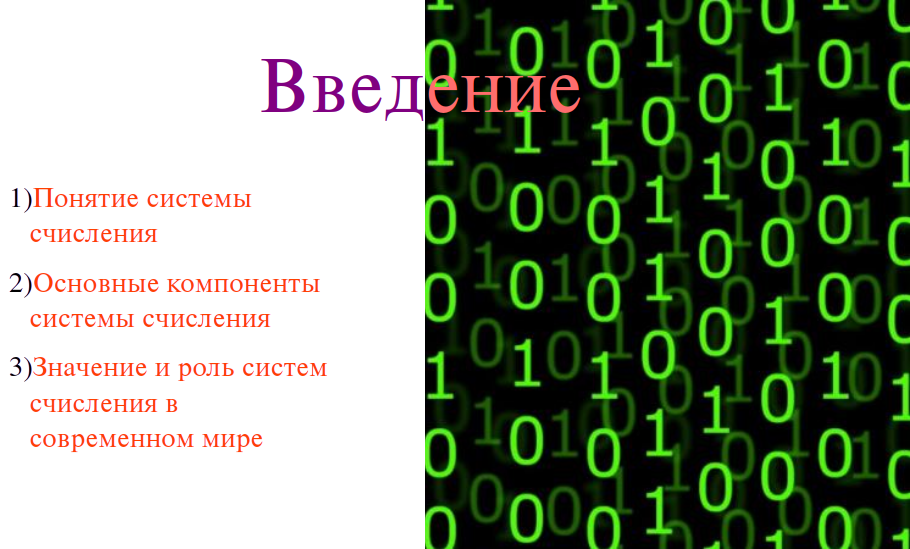 Введение
1)Понятие системы
счисления
2)Основные компоненты
системы счисления
3)Значение и роль систем
счисления в
современном мире